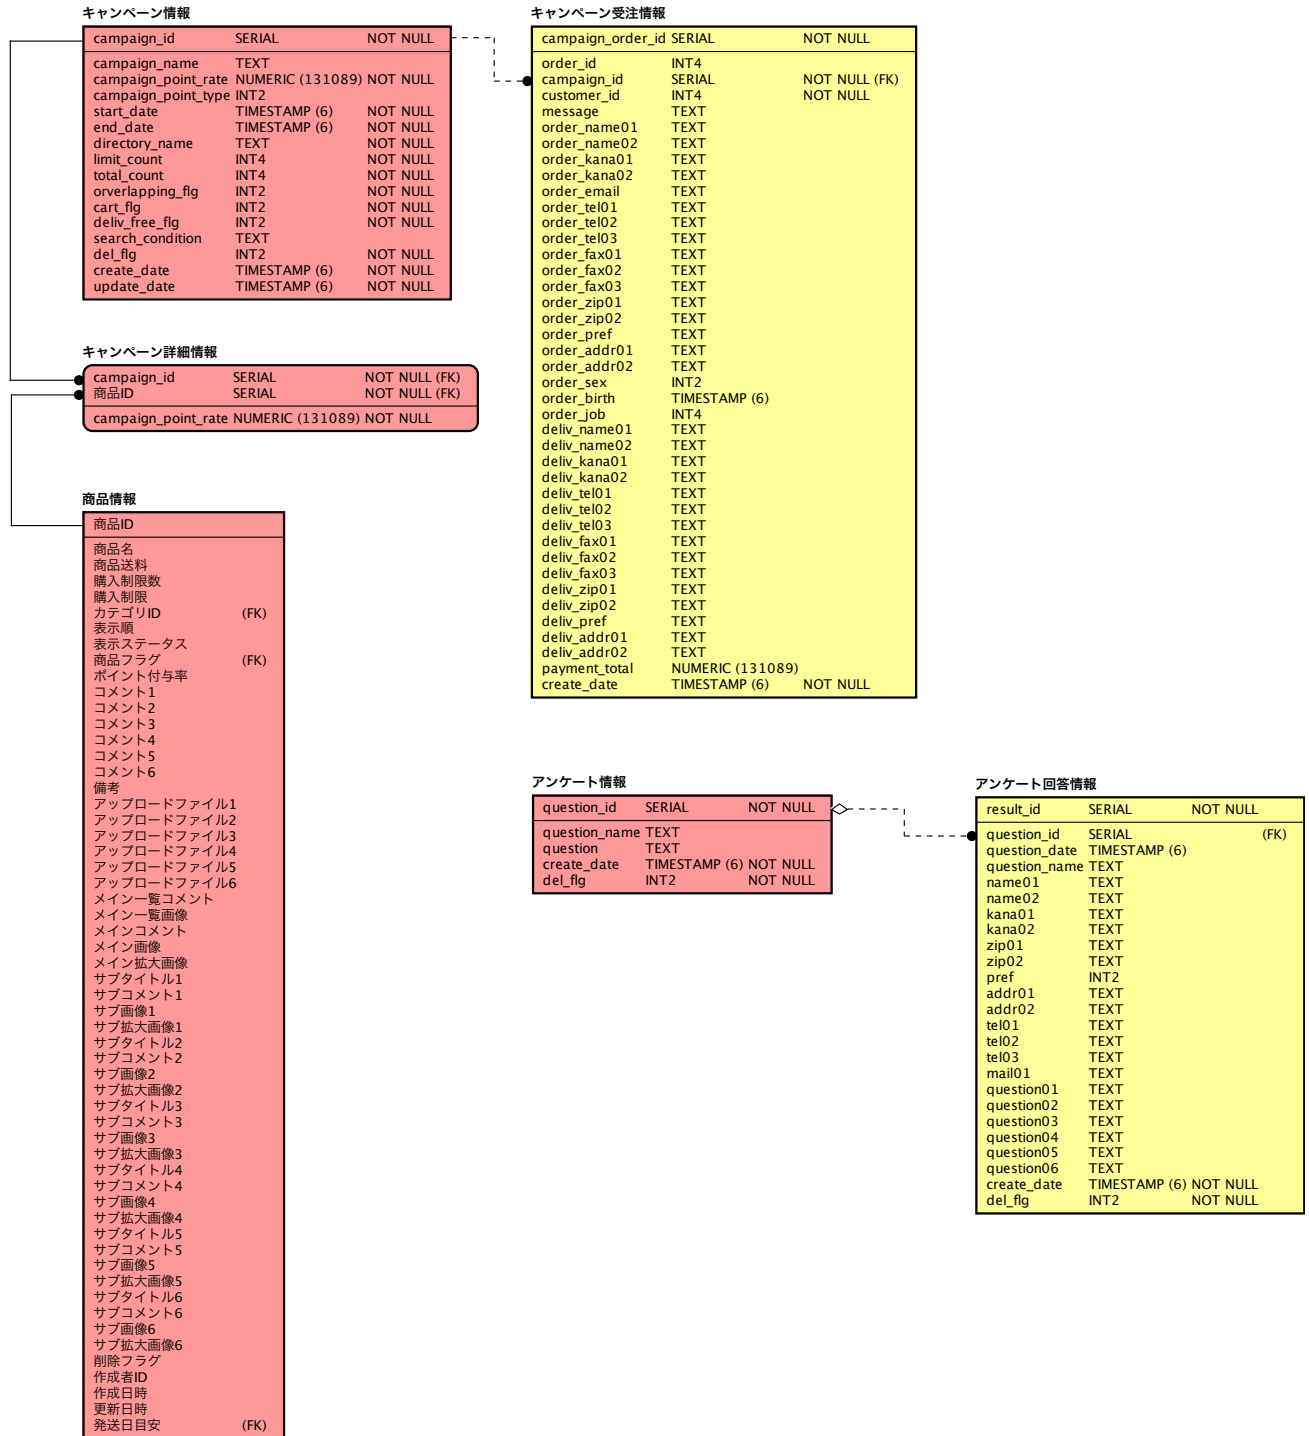 キャンペーン情報
campaign_id SERIAL NOT NULL
campaign_name TEXT
campaign_point_rate NUMERIC (131089) NOT NULL
campaign_point_type INT2
start_date TIMESTAMP (6) NOT NULL
end_date TIMESTAMP (6) NOT NULL
directory_name TEXT NOT NULL
limit_count INT4 NOT NULL
total_count INT4 NOT NULL
orverlapping_flg INT2 NOT NULL
cart_flg INT2 NOT NULL
deliv_free_flg INT2 NOT NULL
search_condition TEXT
del_flg INT2 NOT NULL
create_date TIMESTAMP (6) NOT NULL
update_date TIMESTAMP (6) NOT NULL
キャンペーン詳細情報
campaign_id SERIAL NOT NULL (FK)
商品ID SERIAL NOT NULL (FK)
campaign_point_rate NUMERIC (131089) NOT NULL
商品情報
商品ID
商品名
商品送料
購入制限数
購入制限
カテゴリID (FK)
表示順
表示ステータス
商品フラグ (FK)
ポイント付与率
コメント1
コメント2
コメント3
コメント4
コメント5
コメント6
備考
アップロードファイル1
アップロードファイル2
アップロードファイル3
アップロードファイル4
アップロードファイル5
アップロードファイル6
メイン一覧コメント
メイン一覧画像
メインコメント
メイン画像
メイン拡大画像
サブタイトル1
サブコメント1
サブ画像1
サブ拡大画像1
サブタイトル2
サブコメント2
サブ画像2
サブ拡大画像2
サブタイトル3
サブコメント3
サブ画像3
サブ拡大画像3
サブタイトル4
サブコメント4
サブ画像4
サブ拡大画像4
サブタイトル5
サブコメント5
サブ画像5
サブ拡大画像5
サブタイトル6
サブコメント6
サブ画像6
サブ拡大画像6
削除フラグ
作成者ID
作成日時
更新日時
発送日目安 (FK)
キャンペーン受注情報
campaign_order_id SERIAL NOT NULL
order_id INT4
campaign_id SERIAL NOT NULL (FK)
customer_id INT4 NOT NULL
message TEXT
order_name01 TEXT
order_name02 TEXT
order_kana01 TEXT
order_kana02 TEXT
order_email TEXT
order_tel01 TEXT
order_tel02 TEXT
order_tel03 TEXT
order_fax01 TEXT
order_fax02 TEXT
order_fax03 TEXT
order_zip01 TEXT
order_zip02 TEXT
order_pref TEXT
order_addr01 TEXT
order_addr02 TEXT
order_sex INT2
order_birth TIMESTAMP (6)
order_job INT4
deliv_name01 TEXT
deliv_name02 TEXT
deliv_kana01 TEXT
deliv_kana02 TEXT
deliv_tel01 TEXT
deliv_tel02 TEXT
deliv_tel03 TEXT
deliv_fax01 TEXT
deliv_fax02 TEXT
deliv_fax03 TEXT
deliv_zip01 TEXT
deliv_zip02 TEXT
deliv_pref TEXT
deliv_addr01 TEXT
deliv_addr02 TEXT
payment_total NUMERIC (131089)
create_date TIMESTAMP (6) NOT NULL
アンケート情報
question_id SERIAL NOT NULL
question_name TEXT
question TEXT
create_date TIMESTAMP (6) NOT NULL
del_flg INT2 NOT NULL
アンケート回答情報
result_id SERIAL NOT NULL
question_id SERIAL (FK)
question_date TIMESTAMP (6)
question_name TEXT
name01 TEXT
name02 TEXT
kana01 TEXT
kana02 TEXT
zip01 TEXT
zip02 TEXT
pref INT2
addr01 TEXT
addr02 TEXT
tel01 TEXT
tel02 TEXT
tel03 TEXT
mail01 TEXT
question01 TEXT
question02 TEXT
question03 TEXT
question04 TEXT
question05 TEXT
question06 TEXT
create_date TIMESTAMP (6) NOT NULL
del_flg INT2 NOT NULL